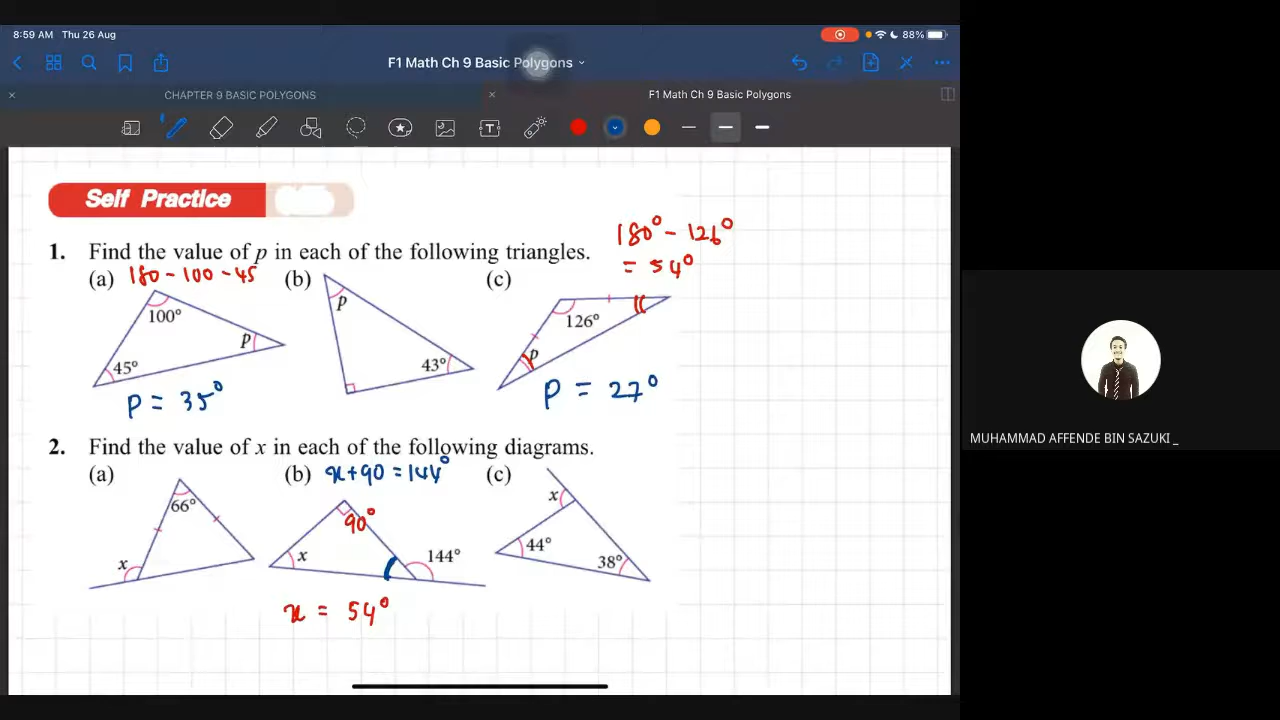 8:59 AM Thu 26 Aug
88%
F1 Math Ch 9 Basic Polygons
CHAPTER 9 BASIC POLYGONS
F1 Math Ch 9 Basic Polygons
Self Practice
180° - 126°
= 54°
1. Find the value of p in each of the following triangles.
(a) 180 - 100 - 45 (b) (c)
100°
45°
p
p
43°
126°
p
P = 35°
P = 27°
2. Find the value of x in each of the following diagrams.
(a) (b) x+90 = 144° (c)
66°
x
90°
x
144°
x
44°
38°
x = 54°
MUHAMMAD AFFENDE BIN SAZUKI _